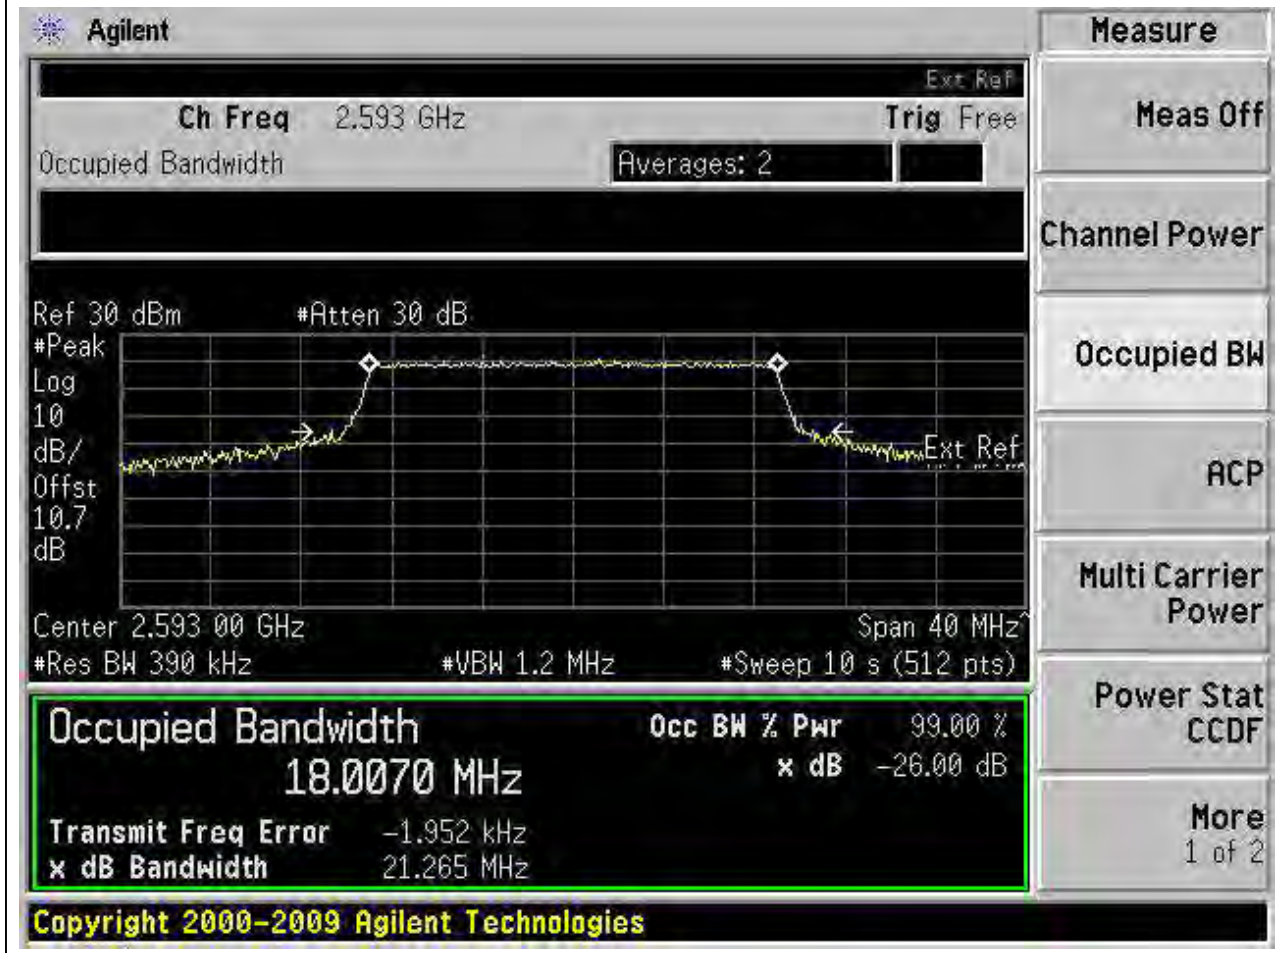 Agilent
Measure
Ext Ref
Ch Freq 2.593 GHz Trig Free
Meas Off
Occupied Bandwidth Averages: 2
Channel Power
Ref 30 dBm #Atten 30 dB
#Peak
Log
10
dB/
Offst
10.7
dB
Ext Ref
Occupied BW
ACP
Center 2.593 00 GHz Span 40 MHz^
#Res BW 390 kHz #VBW 1.2 MHz #Sweep 10 s (512 pts)
Multi Carrier
Power
Occupied Bandwidth Occ BW % Pwr 99.00 %
18.0070 MHz x dB -26.00 dB
Transmit Freq Error -1.952 kHz
x dB Bandwidth 21.265 MHz
Power Stat
CCDF
More
1 of 2
Copyright 2000-2009 Agilent Technologies